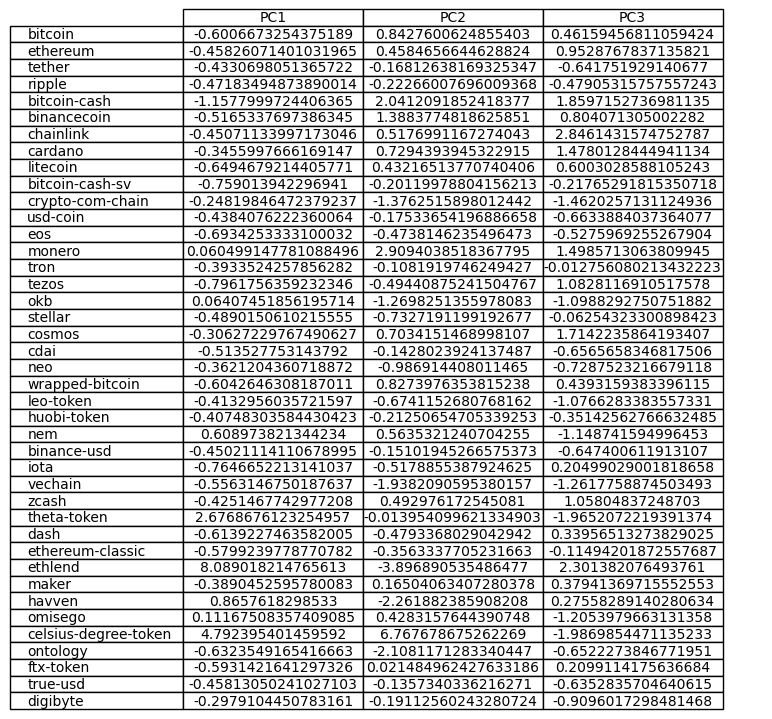 PC1 PC2 PC3
bitcoin -0.6006673254375189 0.8427600624855403 0.46159456811059424
ethereum -0.45826071401031965 0.4584656644628824 0.9528767837135821
tether -0.4330698051365722 -0.16812638169325347 -0.641751929140677
ripple -0.47183494873890014 -0.22266007696009368 -0.47905315757557243
bitcoin-cash -1.1577999724406365 2.0412091852418377 1.8597152736981135
binancecoin -0.5165337697386345 1.3883774818625851 0.804071305002282
chainlink -0.45071133997173046 0.5176991167274043 2.8461431574752787
cardano -0.3455997666169147 0.7294393945322915 1.4780128444941134
litecoin -0.6494679214405771 0.43216513770740406 0.6003028588105243
bitcoin-cash-sv -0.759013942296941 -0.20119978804156213 -0.21765291815350718
crypto-com-chain -0.24819846472379237 -1.3762515898012442 -1.4620257131124936
usd-coin -0.4384076222360064 -0.17533654196886658 -0.6633884037364077
eos -0.6934253333100032 -0.4738146235496473 -0.5275969255267904
monero 0.060499147781088496 2.9094038518367795 1.4985713063809945
tron -0.3933524257856282 -0.1081919746249427 -0.012756080213432223
tezos -0.7961756359232346 -0.49440875241504767 1.0828116910517578
okb 0.06407451856195714 -1.2698251355978083 -1.0988292750751882
stellar -0.4890150610215555 -0.7327191199192677 -0.06254323300898423
cosmos -0.30627229767490627 0.7034151468998107 1.7142235864193407
cdai -0.513527753143792 -0.1428023924137487 -0.6565658346817506
neo -0.3621204360718872 -0.986914408011465 -0.7287523216679118
wrapped-bitcoin -0.6042646308187011 0.8273976353815238 0.4393159383396115
leo-token -0.4132956035721597 -0.6741152680768162 -1.0766283383557331
huobi-token -0.40748303584430423 -0.21250654705339253 -0.35142562766632485
nem 0.608973821344234 0.5635321240704255 -1.148741594996453
binance-usd -0.45021114110678995 -0.15101945266575373 -0.647400611913107
iota -0.7646652213141037 -0.5178855387924625 0.20499029001818658
vechain -0.5563146750187637 -1.9382090595380157 -1.2617758874503493
zcash -0.4251467742977208 0.492976172545081 1.05804837248703
theta-token 2.6768676123254957 -0.013954099621334903 -1.9652072219391374
dash -0.6139227463582005 -0.4793368029042942 0.33956513273829025
ethereum-classic -0.5799239778770782 -0.3563337705231663 -0.11494201872557687
ethlend 8.089018214765613 -3.896890535486477 2.301382076493761
maker -0.3890452595780083 0.16504063407280378 0.37941369715552553
havven 0.8657618298533 -2.261882385908208 0.27558289140280634
omisego 0.11167508357409085 0.4283157644390748 -1.2053979663131358
celsius-degree-token 4.792395401459592 6.767678675262269 -1.9869854471135233
ontology -0.6323549165416663 -2.1081171283340447 -0.6522273846771951
ftx-token -0.5931421641297326 0.021484962427633186 0.2099114175636684
true-usd -0.45813050241027103 -0.1357340336216271 -0.6352835704640615
digibyte -0.2979104450783161 -0.19112560243280724 -0.9096017298481468